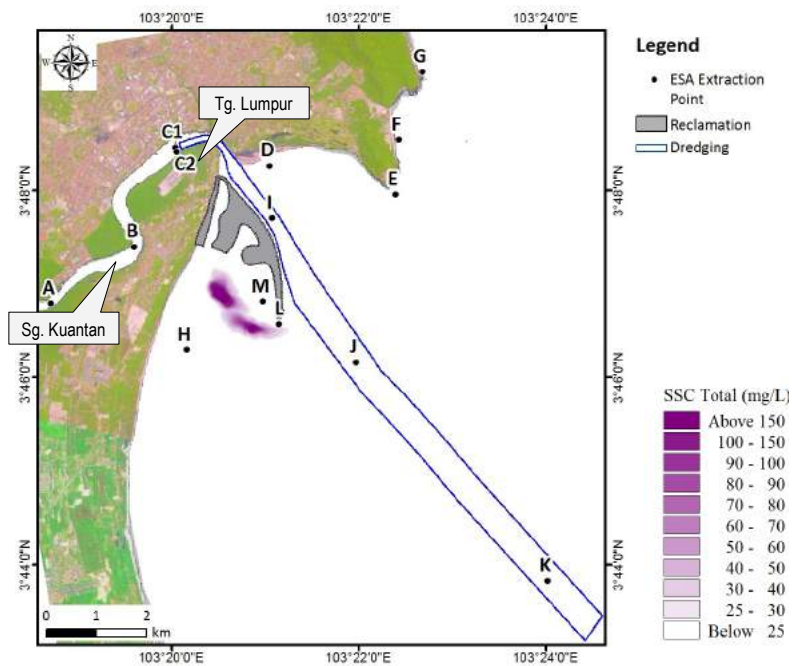 103°20'0"E 103°22'0"E 103°24'0"E
N
W E
S
G
Tg. Lumpur
C1
C2
F
D
E
3°48'0"N 3°48'0"N
I
B
A
M
L
Sg. Kuantan
H
J
3°46'0"N 3°46'0"N
3°44'0"N 3°44'0"N
K
0 1 2
km
103°20'0"E 103°22'0"E 103°24'0"E
Legend
ESA Extraction
Point
Reclamation
Dredging
SSC Total (mg/L)
Above 150
100 - 150
90 - 100
80 - 90
70 - 80
60 - 70
50 - 60
40 - 50
30 - 40
25 - 30
Below 25